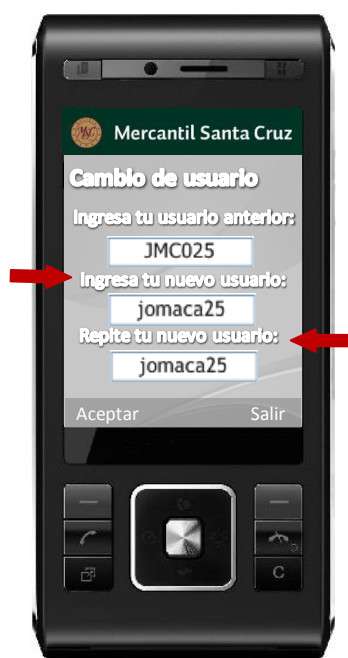 MSC Mercantil Santa Cruz
Cambio de usuario
Ingresa tu usuario anterior:
JMC025
Ingresa tu nuevo usuario:
jomaca25
Repite tu nuevo usuario:
jomaca25
Aceptar Salir
C